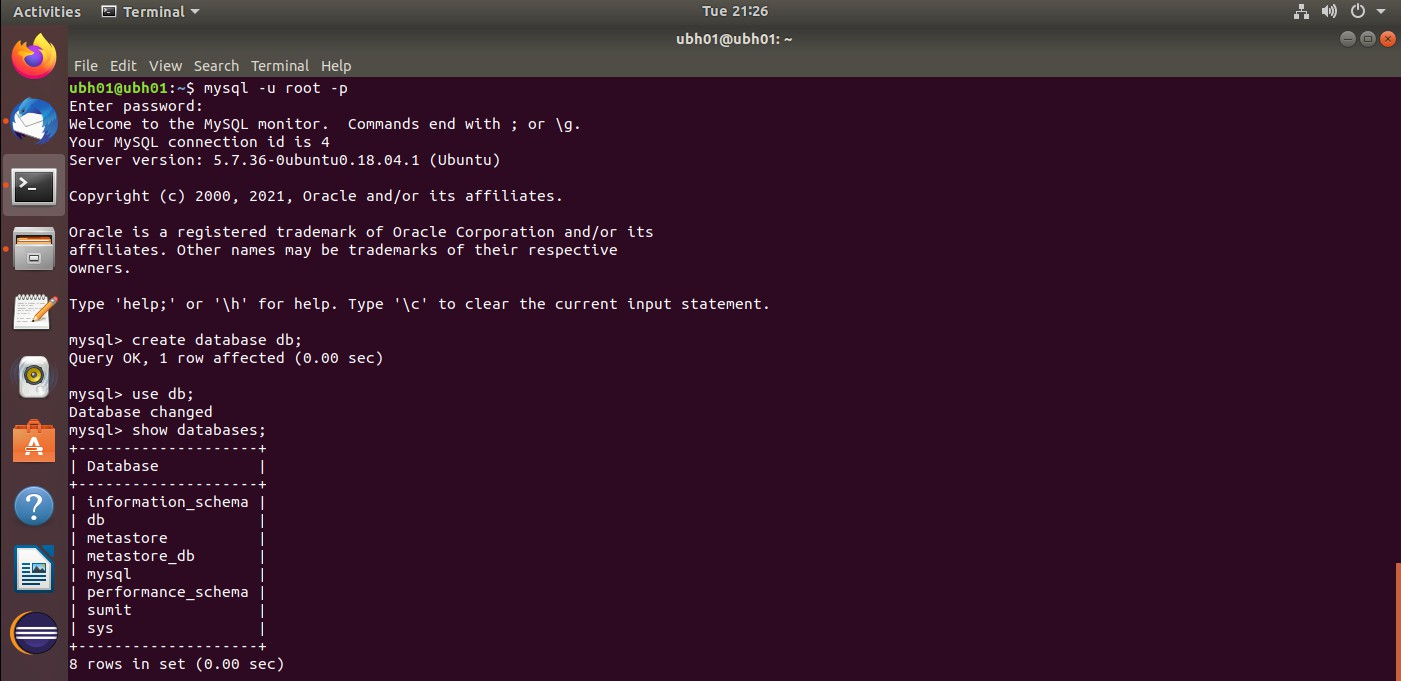 Activities Terminal Tue 21:26
ubh01@ubh01: ~
File Edit View Search Terminal Help
ubh01@ubh01:~$ mysql -u root -p
Enter password:
Welcome to the MySQL monitor.  Commands end with ; or \g.
Your MySQL connection id is 4
Server version: 5.7.36-0ubuntu0.18.04.1 (Ubuntu)

Copyright (c) 2000, 2021, Oracle and/or its affiliates.

Oracle is a registered trademark of Oracle Corporation and/or its
affiliates. Other names may be trademarks of their respective
owners.

Type 'help;' or '\h' for help. Type '\c' to clear the current input statement.

mysql> create database db;
Query OK, 1 row affected (0.00 sec)

mysql> use db;
Database changed
mysql> show databases;
+--------------------+
| Database           |
+--------------------+
| information_schema |
| db                 |
| metastore          |
| metastore_db       |
| mysql              |
| performance_schema |
| sumit              |
| sys                |
+--------------------+
8 rows in set (0.00 sec)